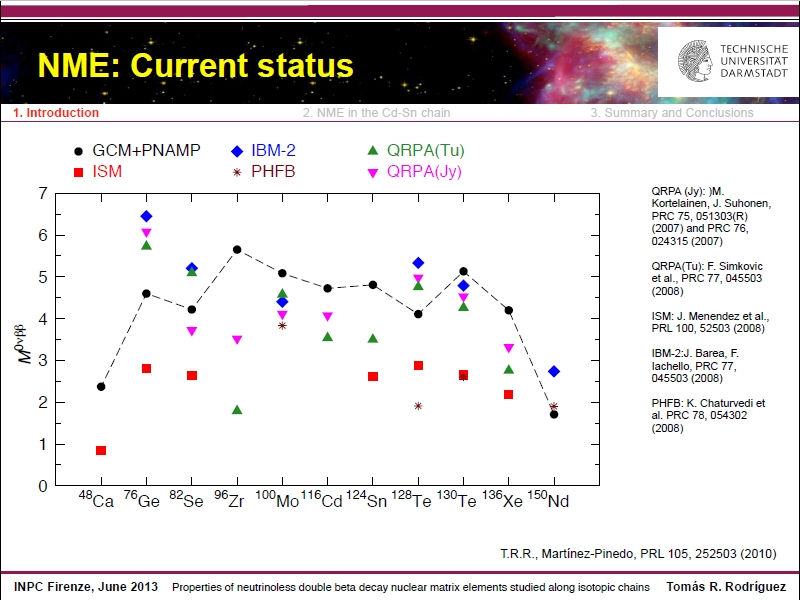 NME: Current status
TECHNISCHE
UNIVERSITÄT
DARMSTADT
1. Introduction
2. NME in the Cd-Sn chain
3. Summary and Conclusions
GCM+PNAMP
IBM-2
QRPA(Tu)
ISM
PHFB
QRPA(Jy)
7
6
5
4
3
2
1
0
M0νββ
48Ca 76Ge 82Se 96Zr 100Mo 116Cd 124Sn 128Te 130Te 136Xe 150Nd
QRPA (Jy): )M.
Kortelainen, J. Suhonen,
PRC 75, 051303(R)
(2007) and PRC 76,
024315 (2007)
QRPA(Tu): F. Simkovic
et al., PRC 77, 045503
(2008)
ISM: J. Menendez et al.,
PRL 100, 52503 (2008)
IBM-2:J. Barea, F.
Iachello, PRC 77,
045503 (2008)
PHFB: K. Chaturvedi et
al. PRC 78, 054302
(2008)
T.R.R., Martínez-Pinedo, PRL 105, 252503 (2010)
INPC Firenze, June 2013
Properties of neutrinoless double beta decay nuclear matrix elements studied along isotopic chains
Tomás R. Rodríguez